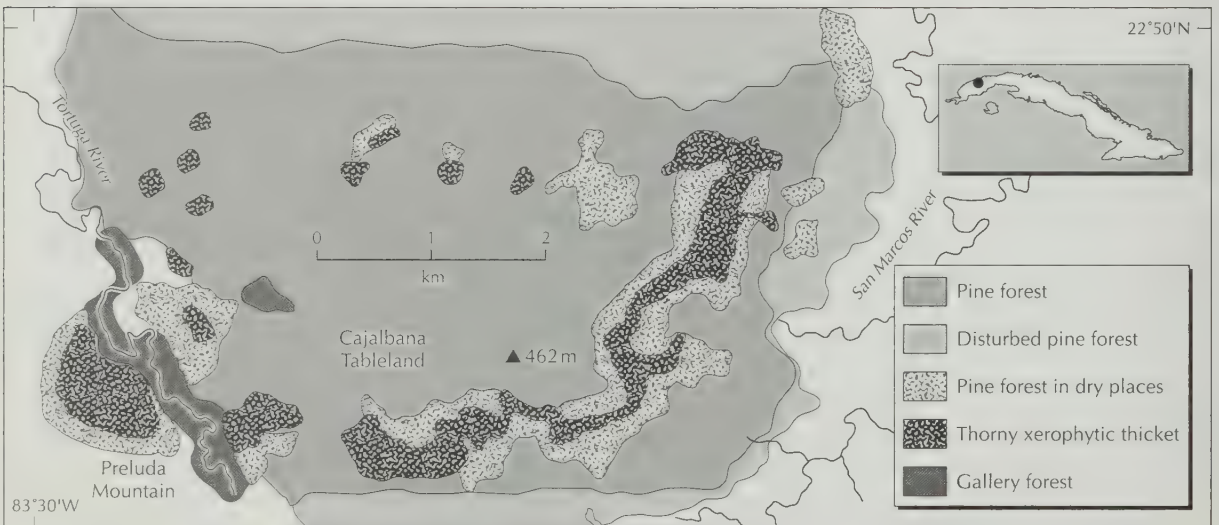 22°50'N
Tortuga River
0
1
2
km
San Marcos River
Cajalbana
Tableland
▲ 462 m
Preluda
Mountain
83°30'W
Pine forest
Disturbed pine forest
Pine forest in dry places
Thorny xerophytic thicket
Gallery forest